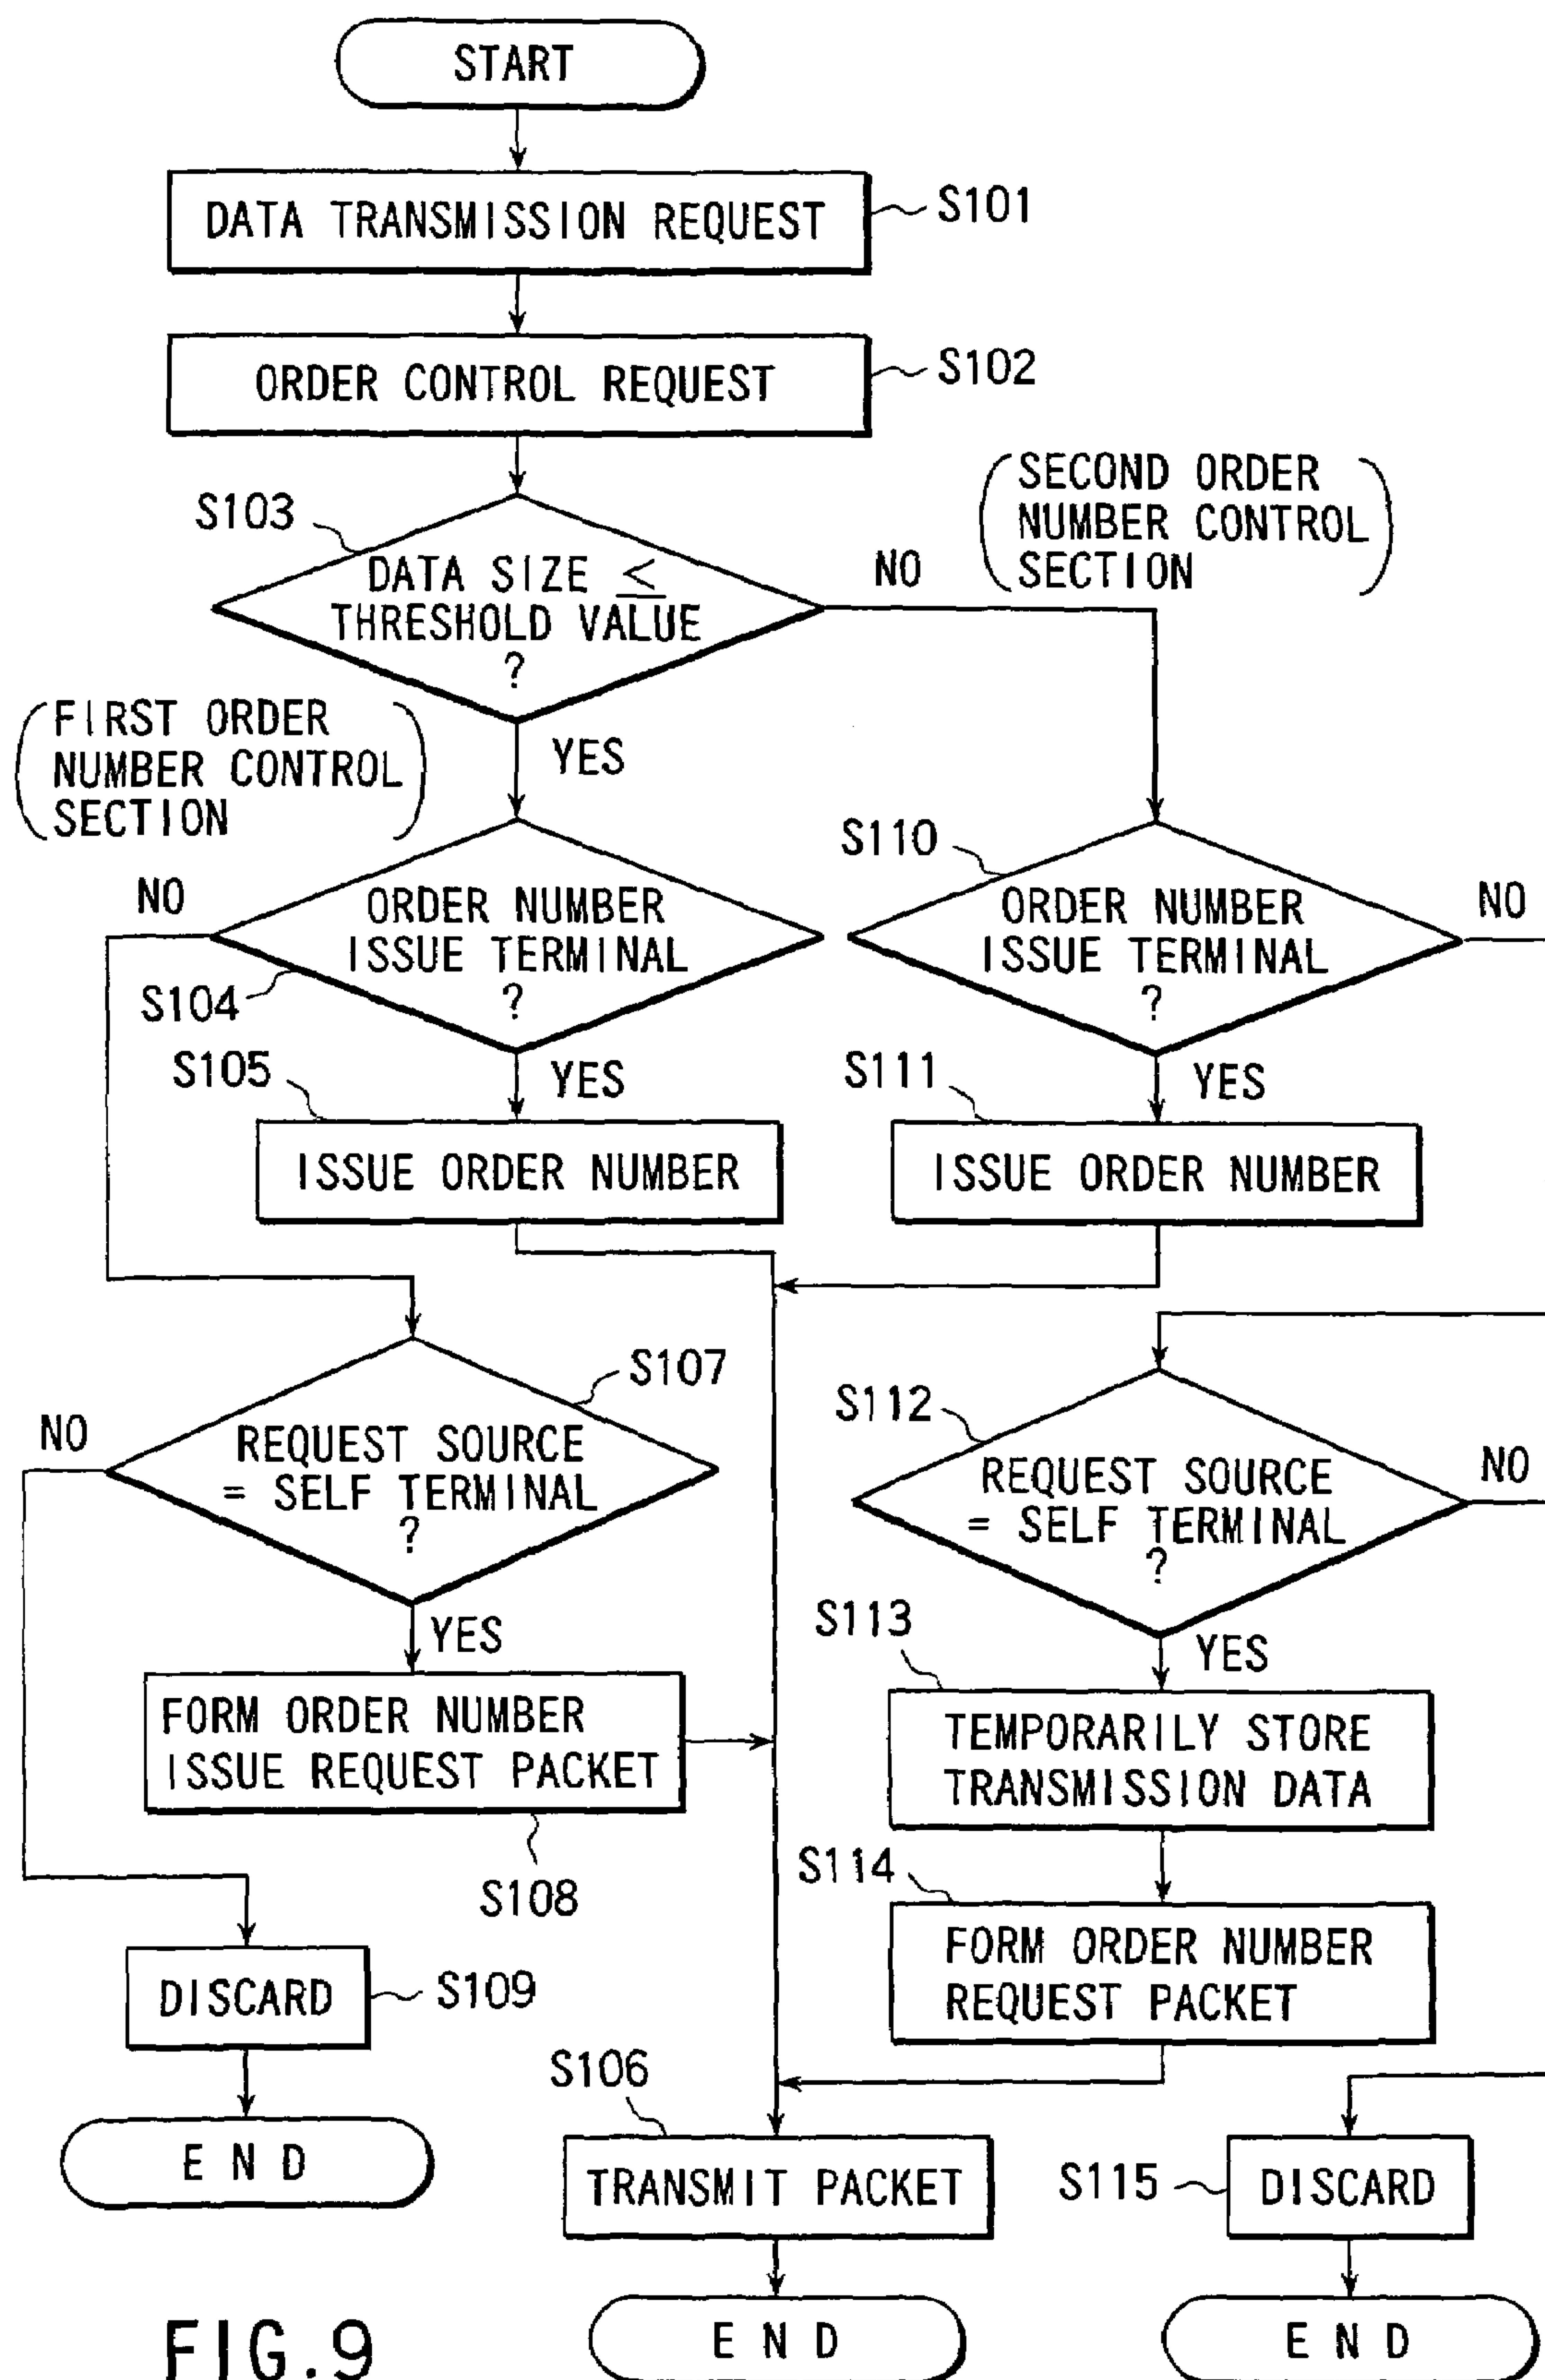 START
DATA TRANSMISSION REQUEST
S101
ORDER CONTROL REQUEST
S102
S103
DATA SIZE ≤
THRESHOLD VALUE
?
NO
(SECOND ORDER
NUMBER CONTROL
SECTION)
(FIRST ORDER
NUMBER CONTROL
SECTION)
YES
NO
ORDER NUMBER
ISSUE TERMINAL
?
S104
S110
ORDER NUMBER
ISSUE TERMINAL
?
NO
S105
YES
ISSUE ORDER NUMBER
S111
YES
ISSUE ORDER NUMBER
S107
NO
REQUEST SOURCE
= SELF TERMINAL
?
S112
REQUEST SOURCE
= SELF TERMINAL
?
NO
YES
FORM ORDER NUMBER
ISSUE REQUEST PACKET
S108
S113
YES
TEMPORARILY STORE
TRANSMISSION DATA
S114
FORM ORDER NUMBER
REQUEST PACKET
DISCARD
S109
END
S106
TRANSMIT PACKET
S115
DISCARD
END
END
FIG.9